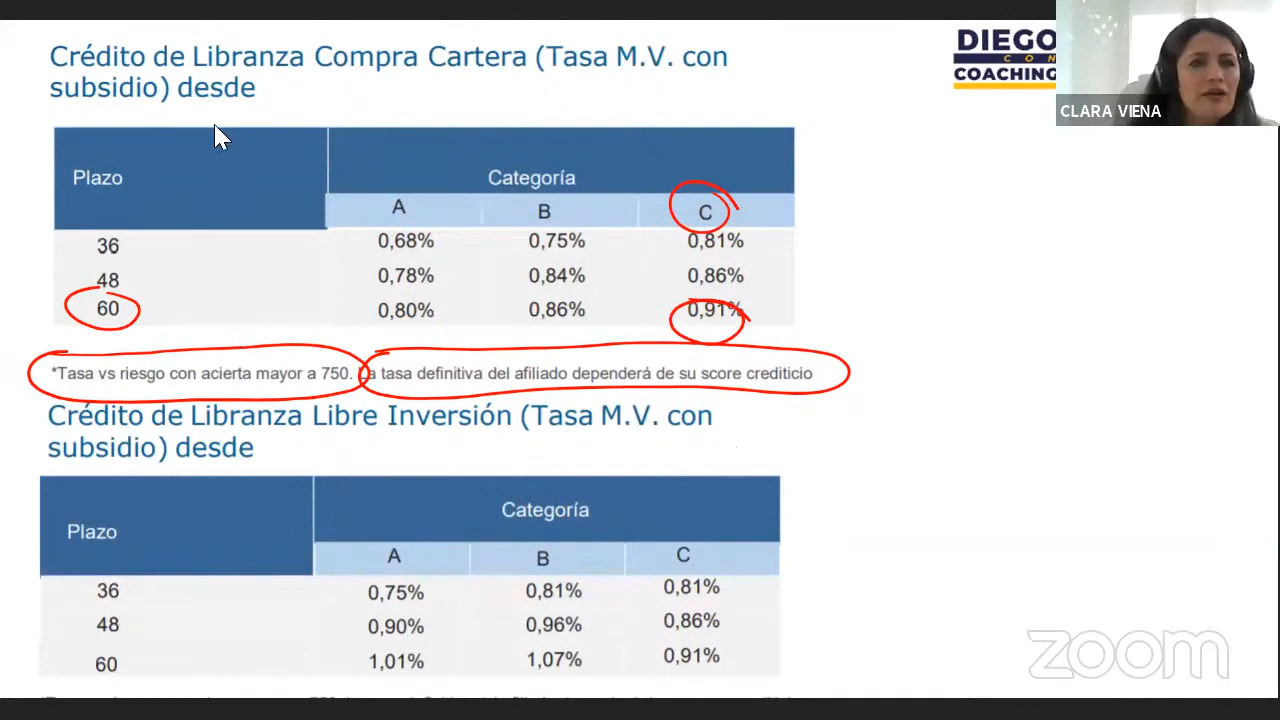 Crédito de Libranza Compra Cartera (Tasa M.V. con
subsidio) desde
DIEGO
CON
COACHING
CLARA VIENA
Plazo
Categoría
A B C
36 0,68% 0,75% 0,81%
48 0,78% 0,84% 0,86%
60 0,80% 0,86% 0,91%
*Tasa vs riesgo con acierta mayor a 750. La tasa definitiva del afiliado dependerá de su score crediticio
Crédito de Libranza Libre Inversión (Tasa M.V. con
subsidio) desde
Plazo
Categoría
A B C
36 0,75% 0,81% 0,81%
48 0,90% 0,96% 0,86%
60 1,01% 1,07% 0,91%
zoom